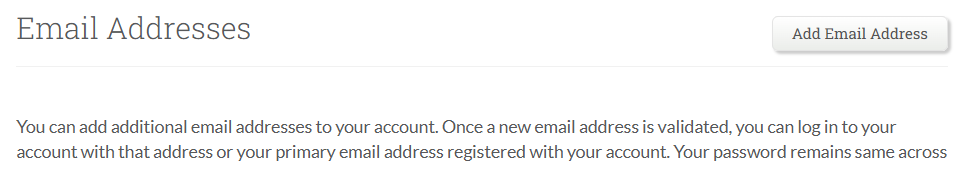 Email Addresses
Add Email Address
You can add additional email addresses to your account. Once a new email address is validated, you can log in to your
account with that address or your primary email address registered with your account. Your password remains same across